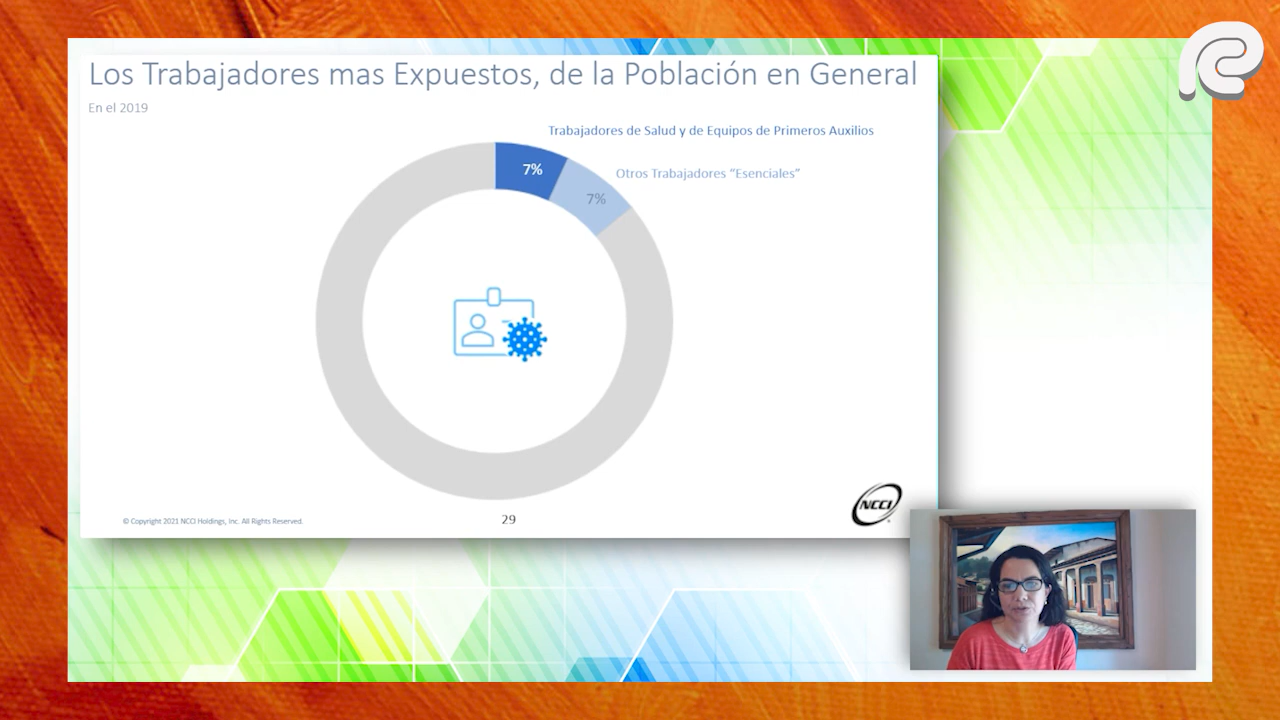 Los Trabajadores mas Expuestos, de la Población en General
En el 2019
Trabajadores de Salud y de Equipos de Primeros Auxilios
7%
Otros Trabajadores “Esenciales”
7%
NCCI
© Copyright 2021 NCCI Holdings, Inc. All Rights Reserved.
29